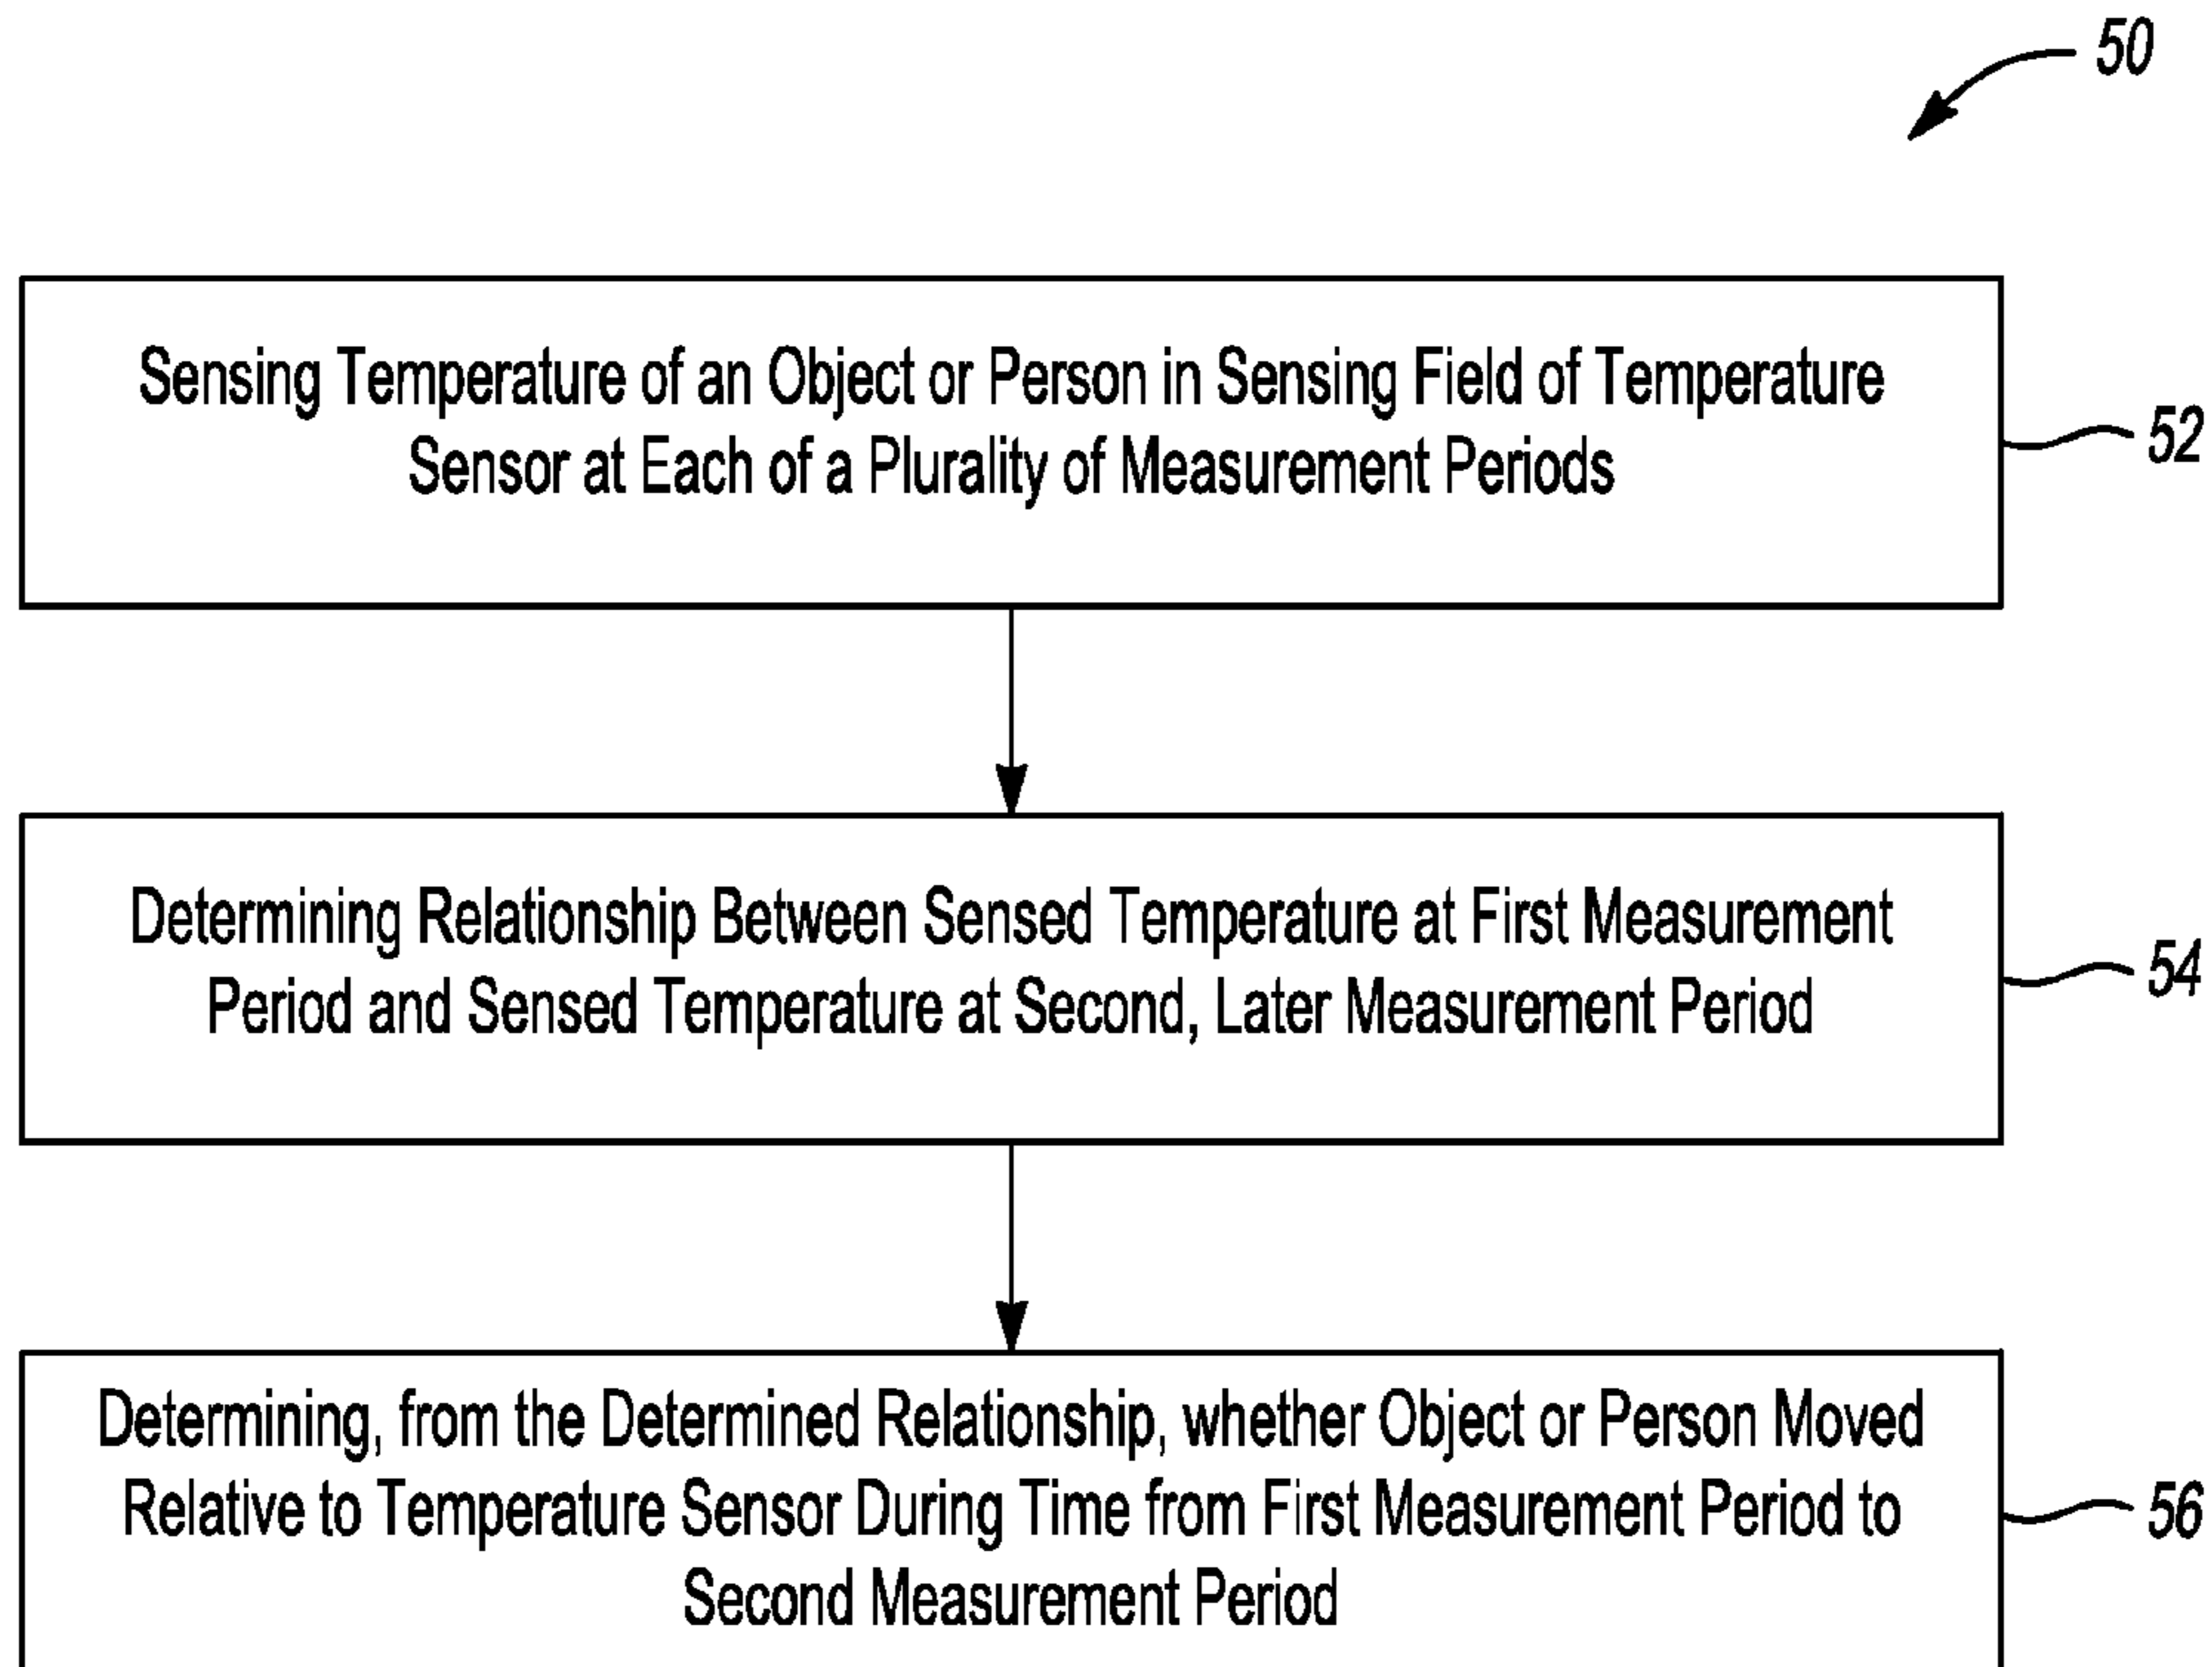 50
Sensing Temperature of an Object or Person in Sensing Field of Temperature
Sensor at Each of a Plurality of Measurement Periods
52
Determining Relationship Between Sensed Temperature at First Measurement
Period and Sensed Temperature at Second, Later Measurement Period
54
Determining, from the Determined Relationship, whether Object or Person Moved
Relative to Temperature Sensor During Time from First Measurement Period to
Second Measurement Period
56